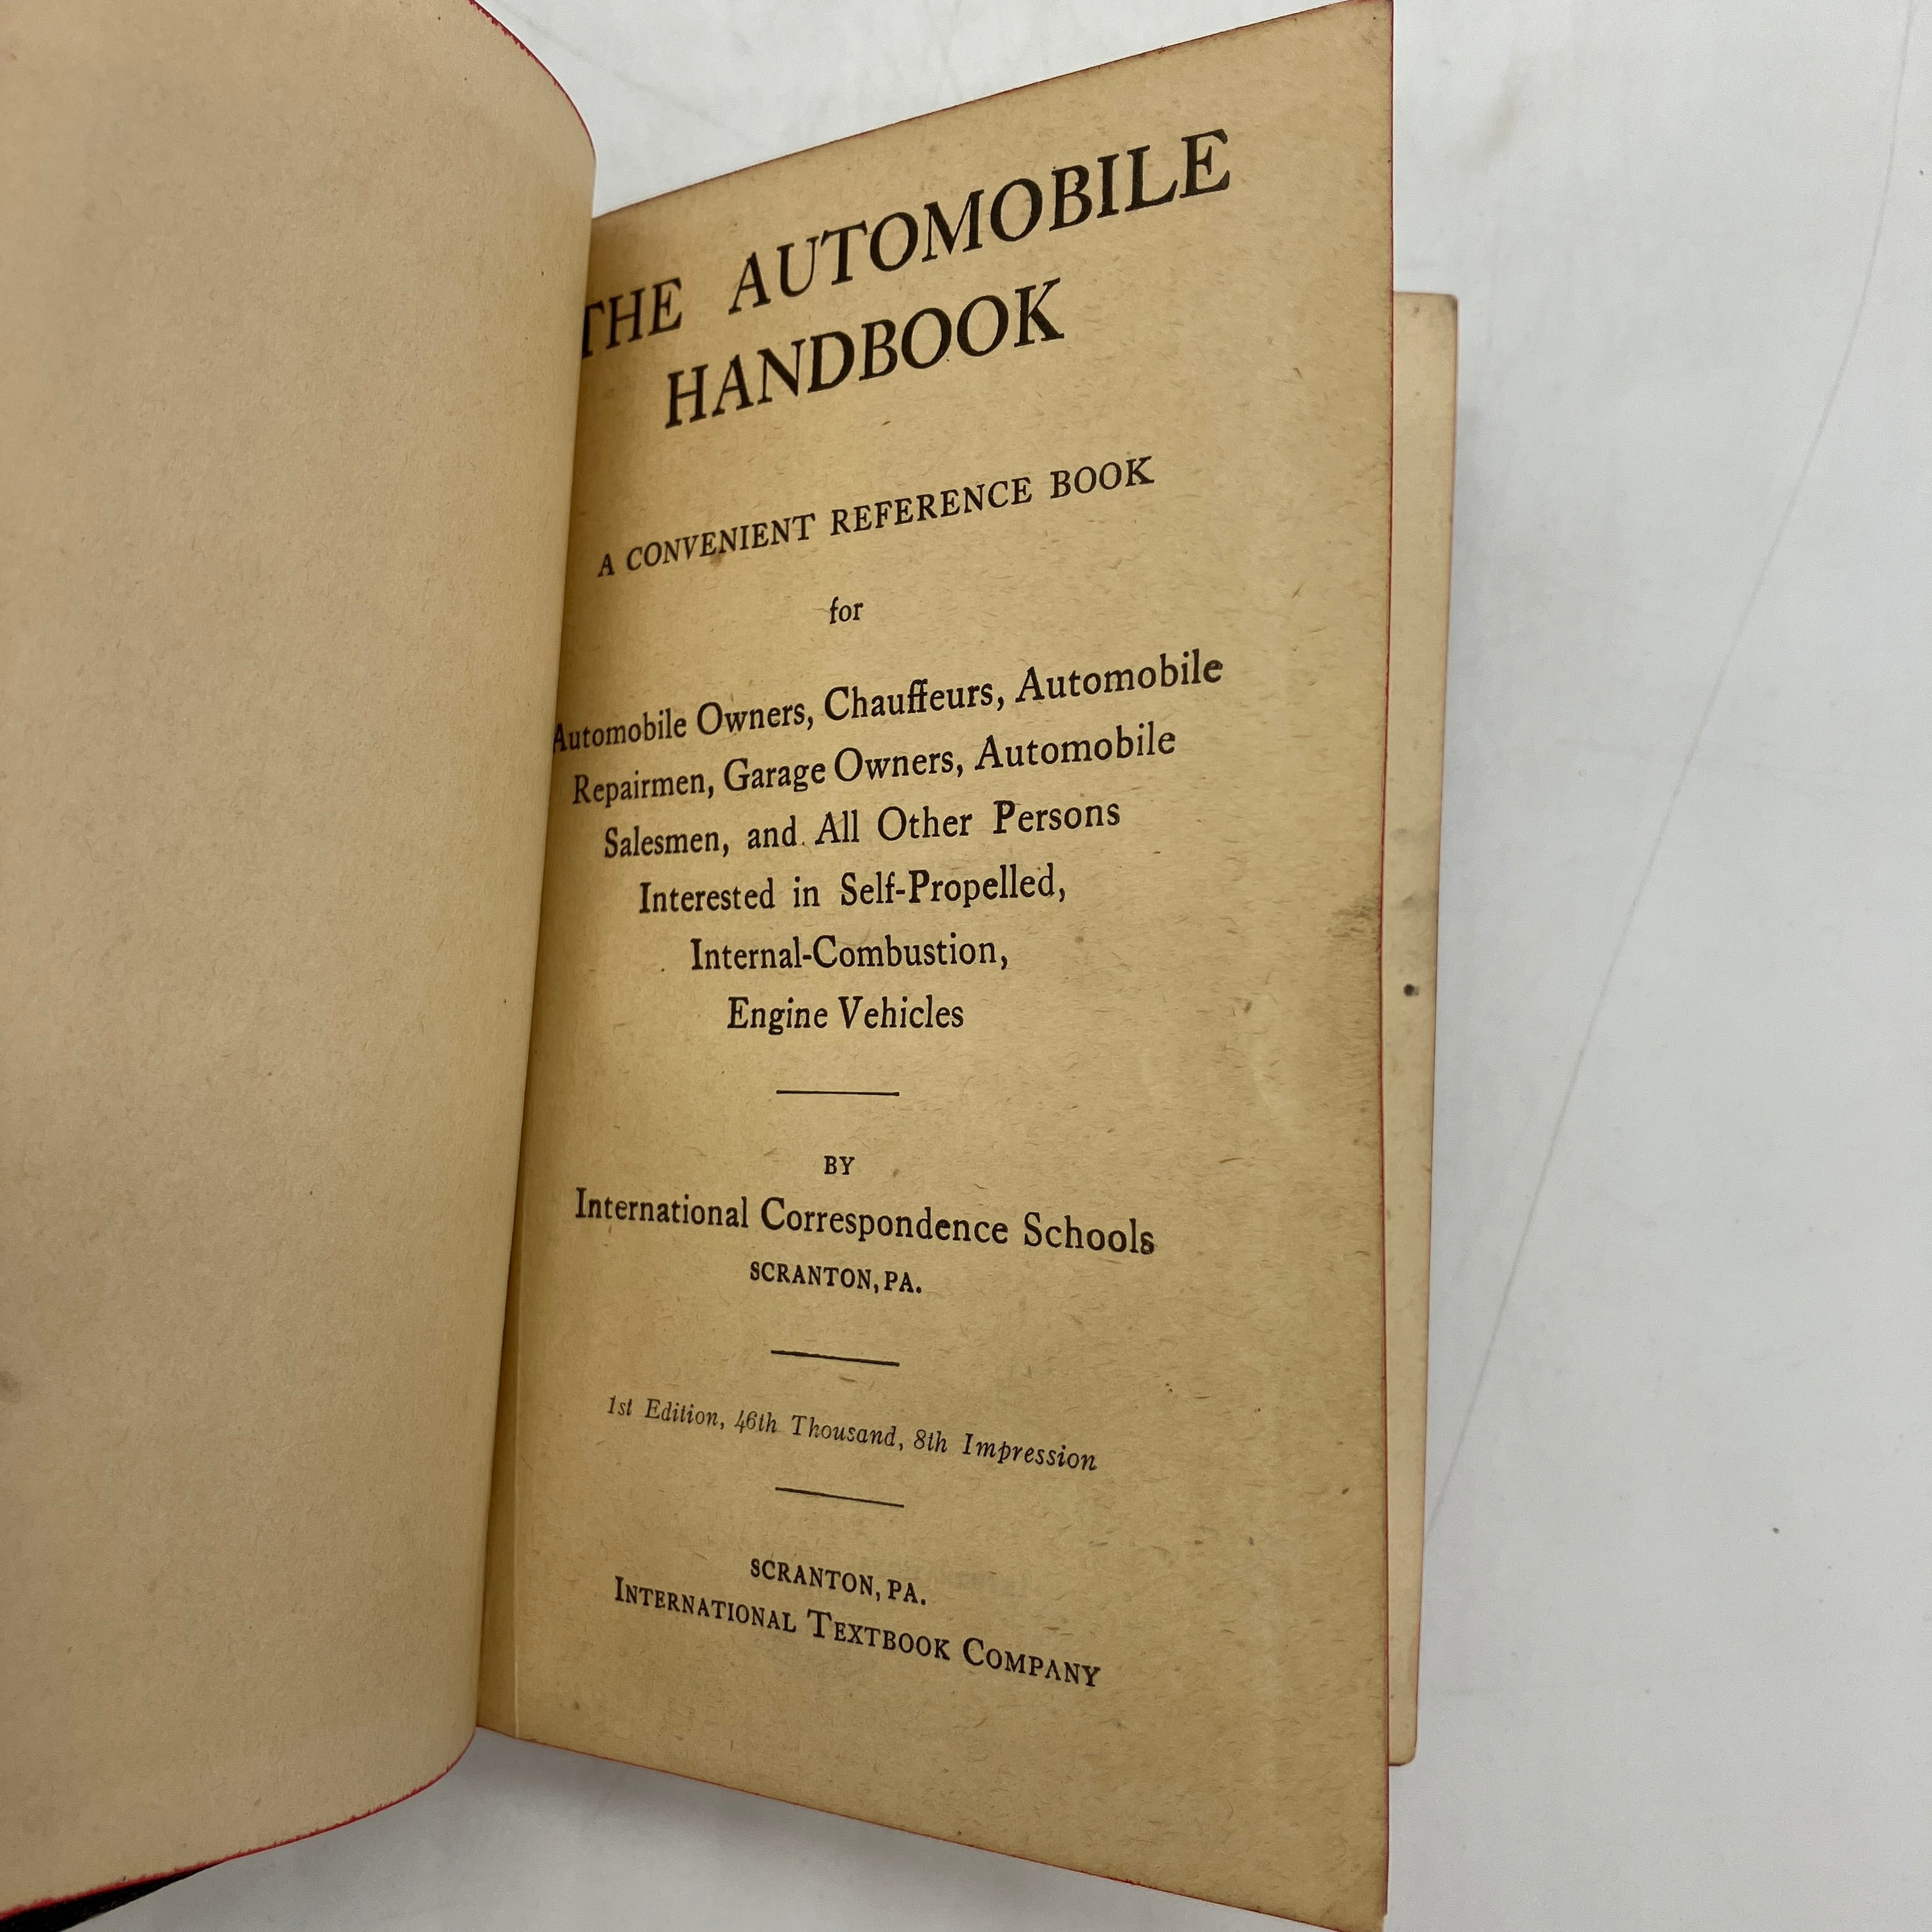 THE AUTOMOBILE
HANDBOOK
A CONVENIENT REFERENCE BOOK
for
Automobile Owners, Chauffeurs, Automobile
Repairmen, Garage Owners, Automobile
Salesmen, and All Other Persons
Interested in Self-Propelled,
Internal-Combustion,
Engine Vehicles
BY
International Correspondence Schools
SCRANTON, PA.
1st Edition, 46th Thousand, 8th Impression
SCRANTON, PA.
INTERNATIONAL TEXTBOOK COMPANY